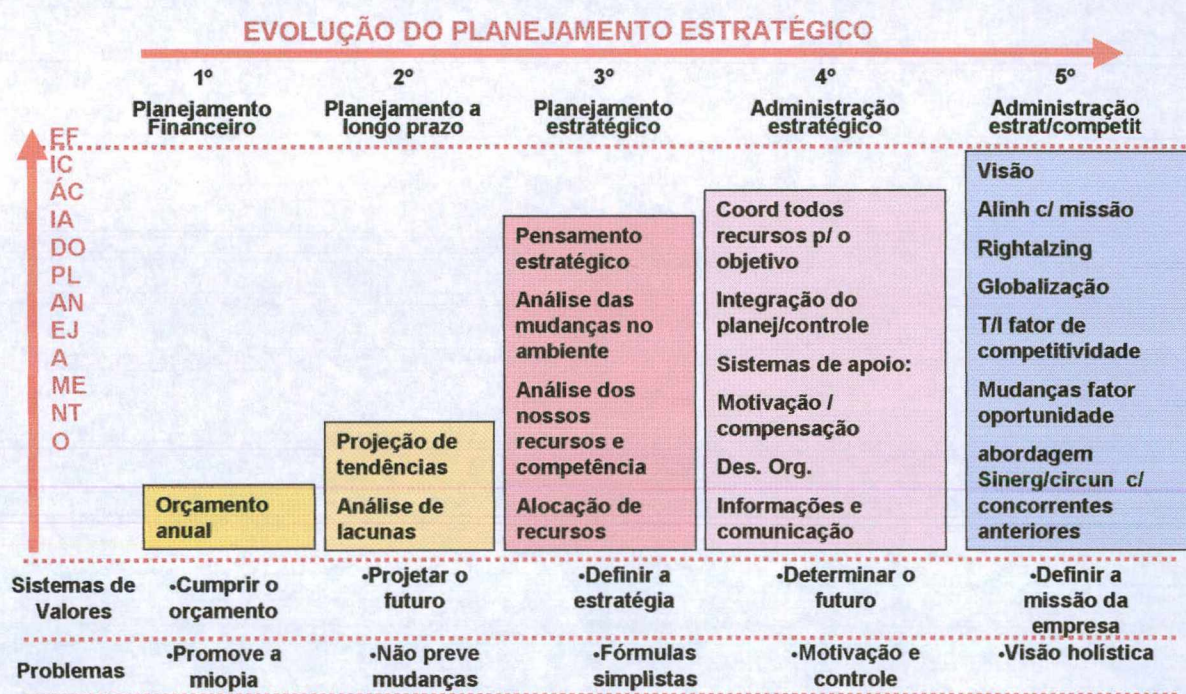 EVOLUÇÃO DO PLANEJAMENTO ESTRATÉGICO
1º
Planejamento
Financeiro
2º
Planejamento a
longo prazo
3º
Planejamento
estratégico
4º
Administração
estratégico
5º
Administração
estrat/competit
EF
IC
ÁC
IA
DO
PL
AN
EJ
A
ME
NT
O
Orçamento
anual
Projeção de
tendências
Análise de
lacunas
Pensamento
estratégico
Análise das
mudanças no
ambiente
Análise dos
nossos
recursos e
competência
Alocação de
recursos
Coord todos
recursos p/ o
objetivo
Integração do
planej/controle
Sistemas de apoio:
Motivação /
compensação
Des. Org.
Informações e
comunicação
Visão
Alinh c/ missão
Rightalzing
Globalização
T/I fator de
competitividade
Mudanças fator
oportunidade
abordagem
Sinerg/circun c/
concorrentes
anteriores
Sistemas de
Valores
•Cumprir o
orçamento
•Projetar o
futuro
•Definir a
estratégia
•Determinar o
futuro
•Definir a
missão da
empresa
Problemas
•Promove a
miopia
•Não preve
mudanças
•Fórmulas
simplistas
•Motivação e
controle
•Visão holística